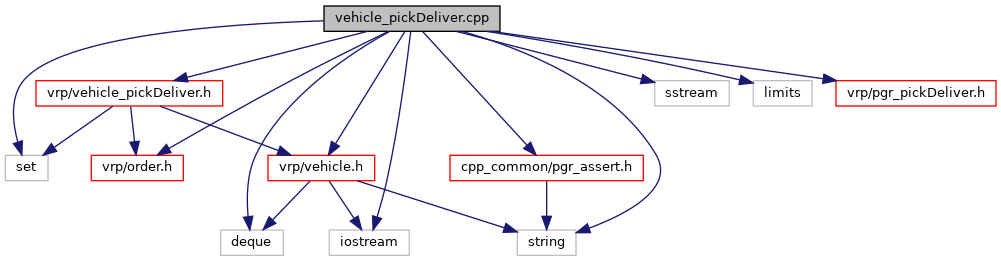 vehicle_pickDeliver.cpp
vrp/vehicle_pickDeliver.h
sstream
limits
vrp/pgr_pickDeliver.h
set
vrp/order.h
vrp/vehicle.h
cpp_common/pgr_assert.h
deque
iostream
string